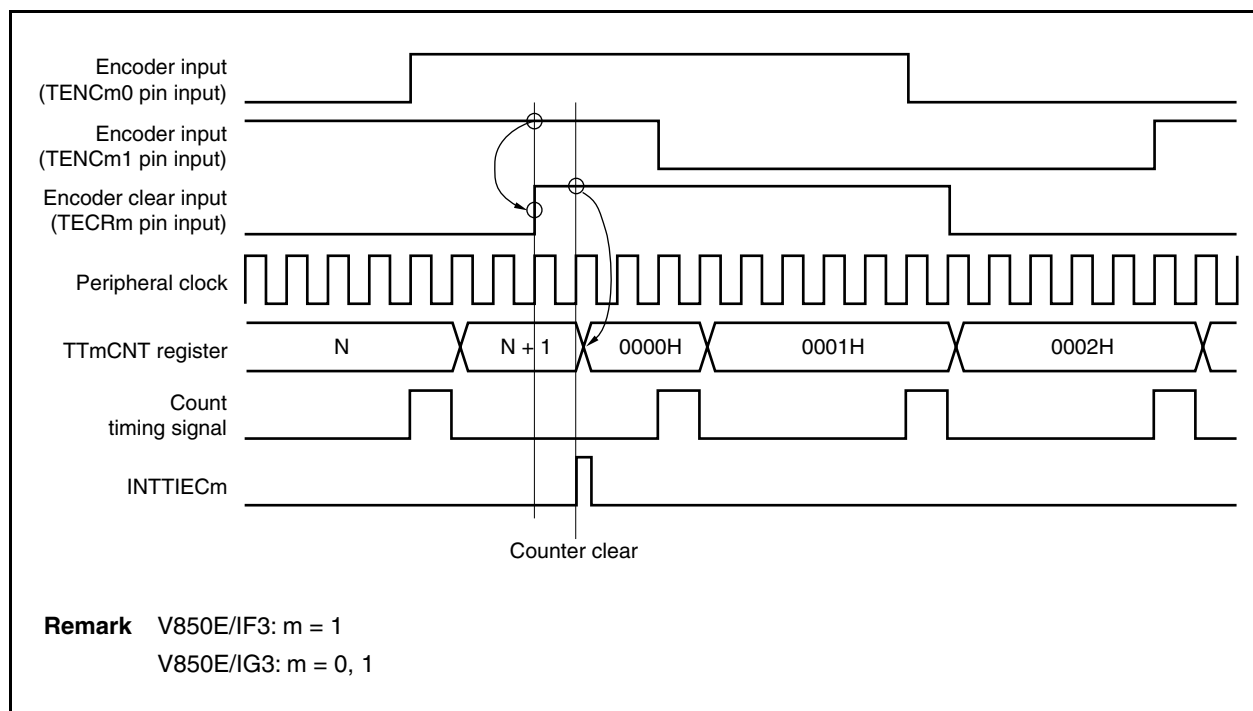 Encoder input
(TENCm0 pin input)
Encoder input
(TENCm1 pin input)
Encoder clear input
(TECRm pin input)
Peripheral clock
TTmCNT register
N
N + 1
0000H
0001H
0002H
Count
timing signal
INTTIECm
Counter clear
Remark V850E/IF3: m = 1
V850E/IG3: m = 0, 1